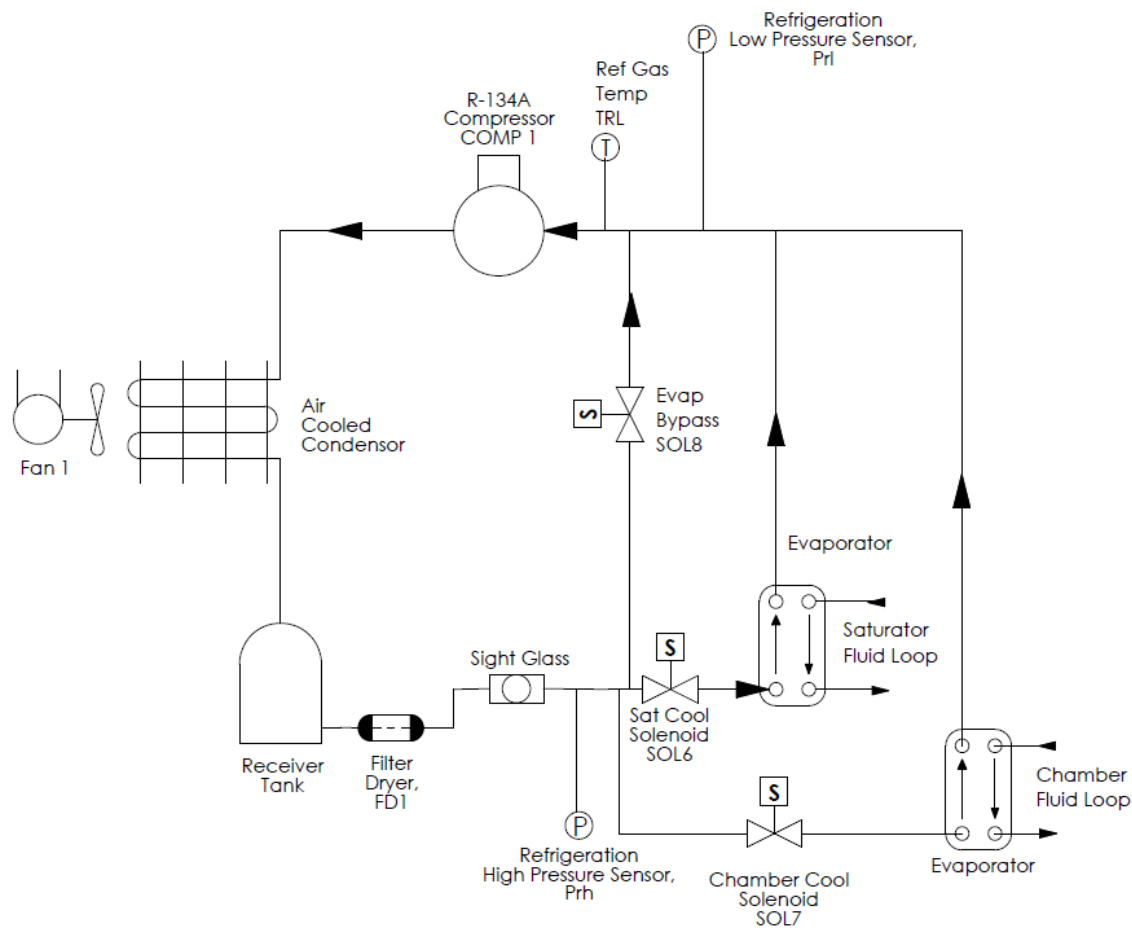 Refrigeration
Low Pressure Sensor,
Prl
P
Ref Gas
Temp
TRL
T
R-134A
Compressor
COMP 1
Air
Cooled
Condensor
Fan 1
S
Evap
Bypass
SOL8
Evaporator
Saturator
Fluid Loop
S
Sat Cool
Solenoid
SOL6
Sight Glass
Receiver
Tank
Filter
Dryer,
FD1
P
Refrigeration
High Pressure Sensor,
Prh
S
Chamber Cool
Solenoid
SOL7
Chamber
Fluid Loop
Evaporator